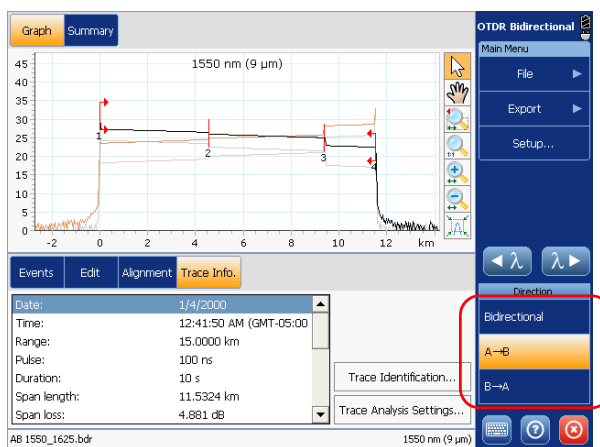 Graph Summary
1550 nm (9 µm)
45
40
35
30
25
20
15
10
5
0
-2 0 2 4 6 8 10 12 km
1
2
3
4
1:1
Events Edit Alignment Trace Info.
Date: 1/4/2000
Time: 12:41:50 AM (GMT-05:00
Range: 15.0000 km
Pulse: 100 ns
Duration: 10 s
Span length: 11.5324 km
Span loss: 4.881 dB
Trace Identification...
Trace Analysis Settings...
AB 1550_1625.bdr
1550 nm (9 µm)
OTDR Bidirectional
Main Menu
File
Export
Setup...
λ λ
Direction
Bidirectional
A→B
B→A
?